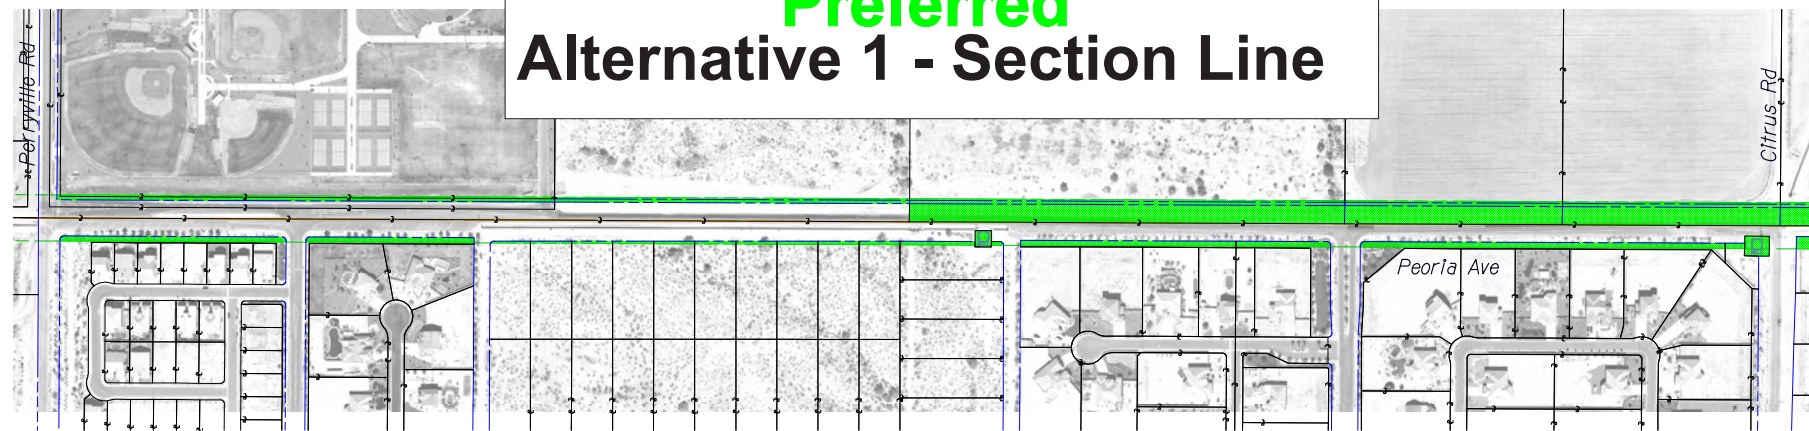 Preferred
Alternative 1 - Section Line
Perryville Rd
Citrus Rd
Peoria Ave